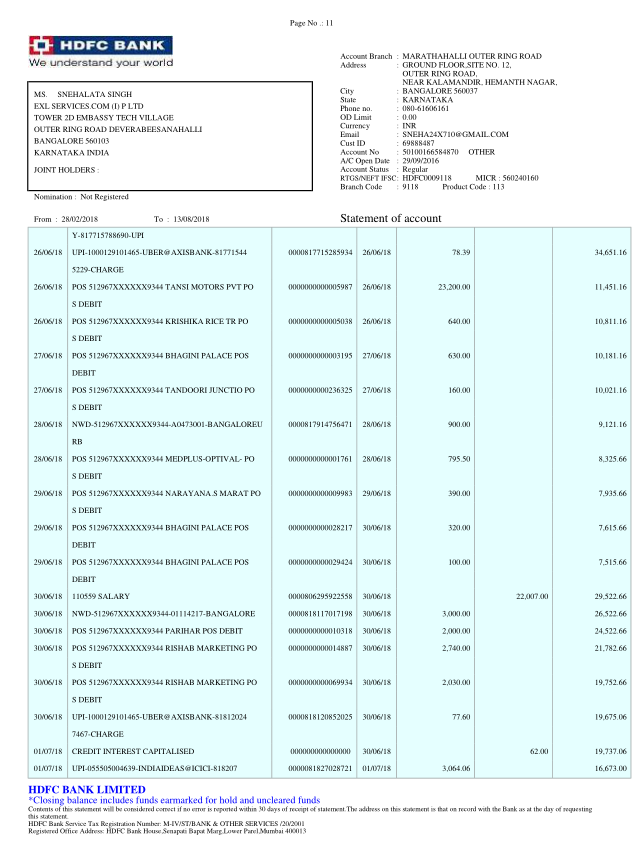 Page No .: 11
HDFC BANK
We understand your world
Account Branch : MARATHAHALLI OUTER RING ROAD
Address : GROUND FLOOR,SITE NO. 12,
OUTER RING ROAD,
NEAR KALAMANDIR, HEMANTH NAGAR,
City : BANGALORE 560037
State : KARNATAKA
Phone no. : 080-61606161
OD Limit : 0.00
Currency : INR
Email : SNEHA24X710@GMAIL.COM
Cust ID : 69888487
Account No : 50100166584870 OTHER
A/C Open Date : 29/09/2016
Account Status : Regular
RTGS/NEFT IFSC: HDFC0009118 MICR : 560240160
Branch Code : 9118 Product Code : 113
MS. SNEHALATA SINGH
EXL SERVICES.COM (I) P LTD
TOWER 2D EMBASSY TECH VILLAGE
OUTER RING ROAD DEVERABEESANAHALLI
BANGALORE 560103
KARNATAKA INDIA
JOINT HOLDERS :
Nomination : Not Registered
From : 28/02/2018 To : 13/08/2018 Statement of account
Y-817715788690-UPI
26/06/18 UPI-1000129101465-UBER@AXISBANK-81771544 0000817715285934 26/06/18 78.39 34,651.16
5229-CHARGE
26/06/18 POS 512967XXXXXX9344 TANSI MOTORS PVT PO 0000000000005987 26/06/18 23,200.00 11,451.16
S DEBIT
26/06/18 POS 512967XXXXXX9344 KRISHIKA RICE TR PO 0000000000005038 26/06/18 640.00 10,811.16
S DEBIT
27/06/18 POS 512967XXXXXX9344 BHAGINI PALACE POS 0000000000003195 27/06/18 630.00 10,181.16
DEBIT
27/06/18 POS 512967XXXXXX9344 TANDOORI JUNCTIO PO 0000000000236325 27/06/18 160.00 10,021.16
S DEBIT
28/06/18 NWD-512967XXXXXX9344-A0473001-BANGALOREU 0000817914756471 28/06/18 900.00 9,121.16
RB
28/06/18 POS 512967XXXXXX9344 MEDPLUS-OPTIVAL- PO 0000000000001761 28/06/18 795.50 8,325.66
S DEBIT
29/06/18 POS 512967XXXXXX9344 NARAYANA.S MARAT PO 0000000000009983 29/06/18 390.00 7,935.66
S DEBIT
29/06/18 POS 512967XXXXXX9344 BHAGINI PALACE POS 0000000000028217 30/06/18 320.00 7,615.66
DEBIT
29/06/18 POS 512967XXXXXX9344 BHAGINI PALACE POS 0000000000029424 30/06/18 100.00 7,515.66
DEBIT
30/06/18 110559 SALARY 0000806295922558 30/06/18 22,007.00 29,522.66
30/06/18 NWD-512967XXXXXX9344-01114217-BANGALORE 0000818117017198 30/06/18 3,000.00 26,522.66
30/06/18 POS 512967XXXXXX9344 PARIHAR POS DEBIT 0000000000010318 30/06/18 2,000.00 24,522.66
30/06/18 POS 512967XXXXXX9344 RISHAB MARKETING PO 0000000000014887 30/06/18 2,740.00 21,782.66
S DEBIT
30/06/18 POS 512967XXXXXX9344 RISHAB MARKETING PO 0000000000069934 30/06/18 2,030.00 19,752.66
S DEBIT
30/06/18 UPI-1000129101465-UBER@AXISBANK-81812024 0000818120852025 30/06/18 77.60 19,675.06
7467-CHARGE
01/07/18 CREDIT INTEREST CAPITALISED 000000000000000 30/06/18 62.00 19,737.06
01/07/18 UPI-055505004639-INDIAIDEAS@ICICI-818207 0000081827028721 01/07/18 3,064.06 16,673.00
HDFC BANK LIMITED
*Closing balance includes funds earmarked for hold and uncleared funds
Contents of this statement will be considered correct if no error is reported within 30 days of receipt of statement.The address on this statement is that on record with the Bank as at the day of requesting
this statement.
HDFC Bank Service Tax Registration Number: M-IV/ST/BANK & OTHER SERVICES /20/2001
Registered Office Address: HDFC Bank House,Senapati Bapat Marg,Lower Parel,Mumbai 400013